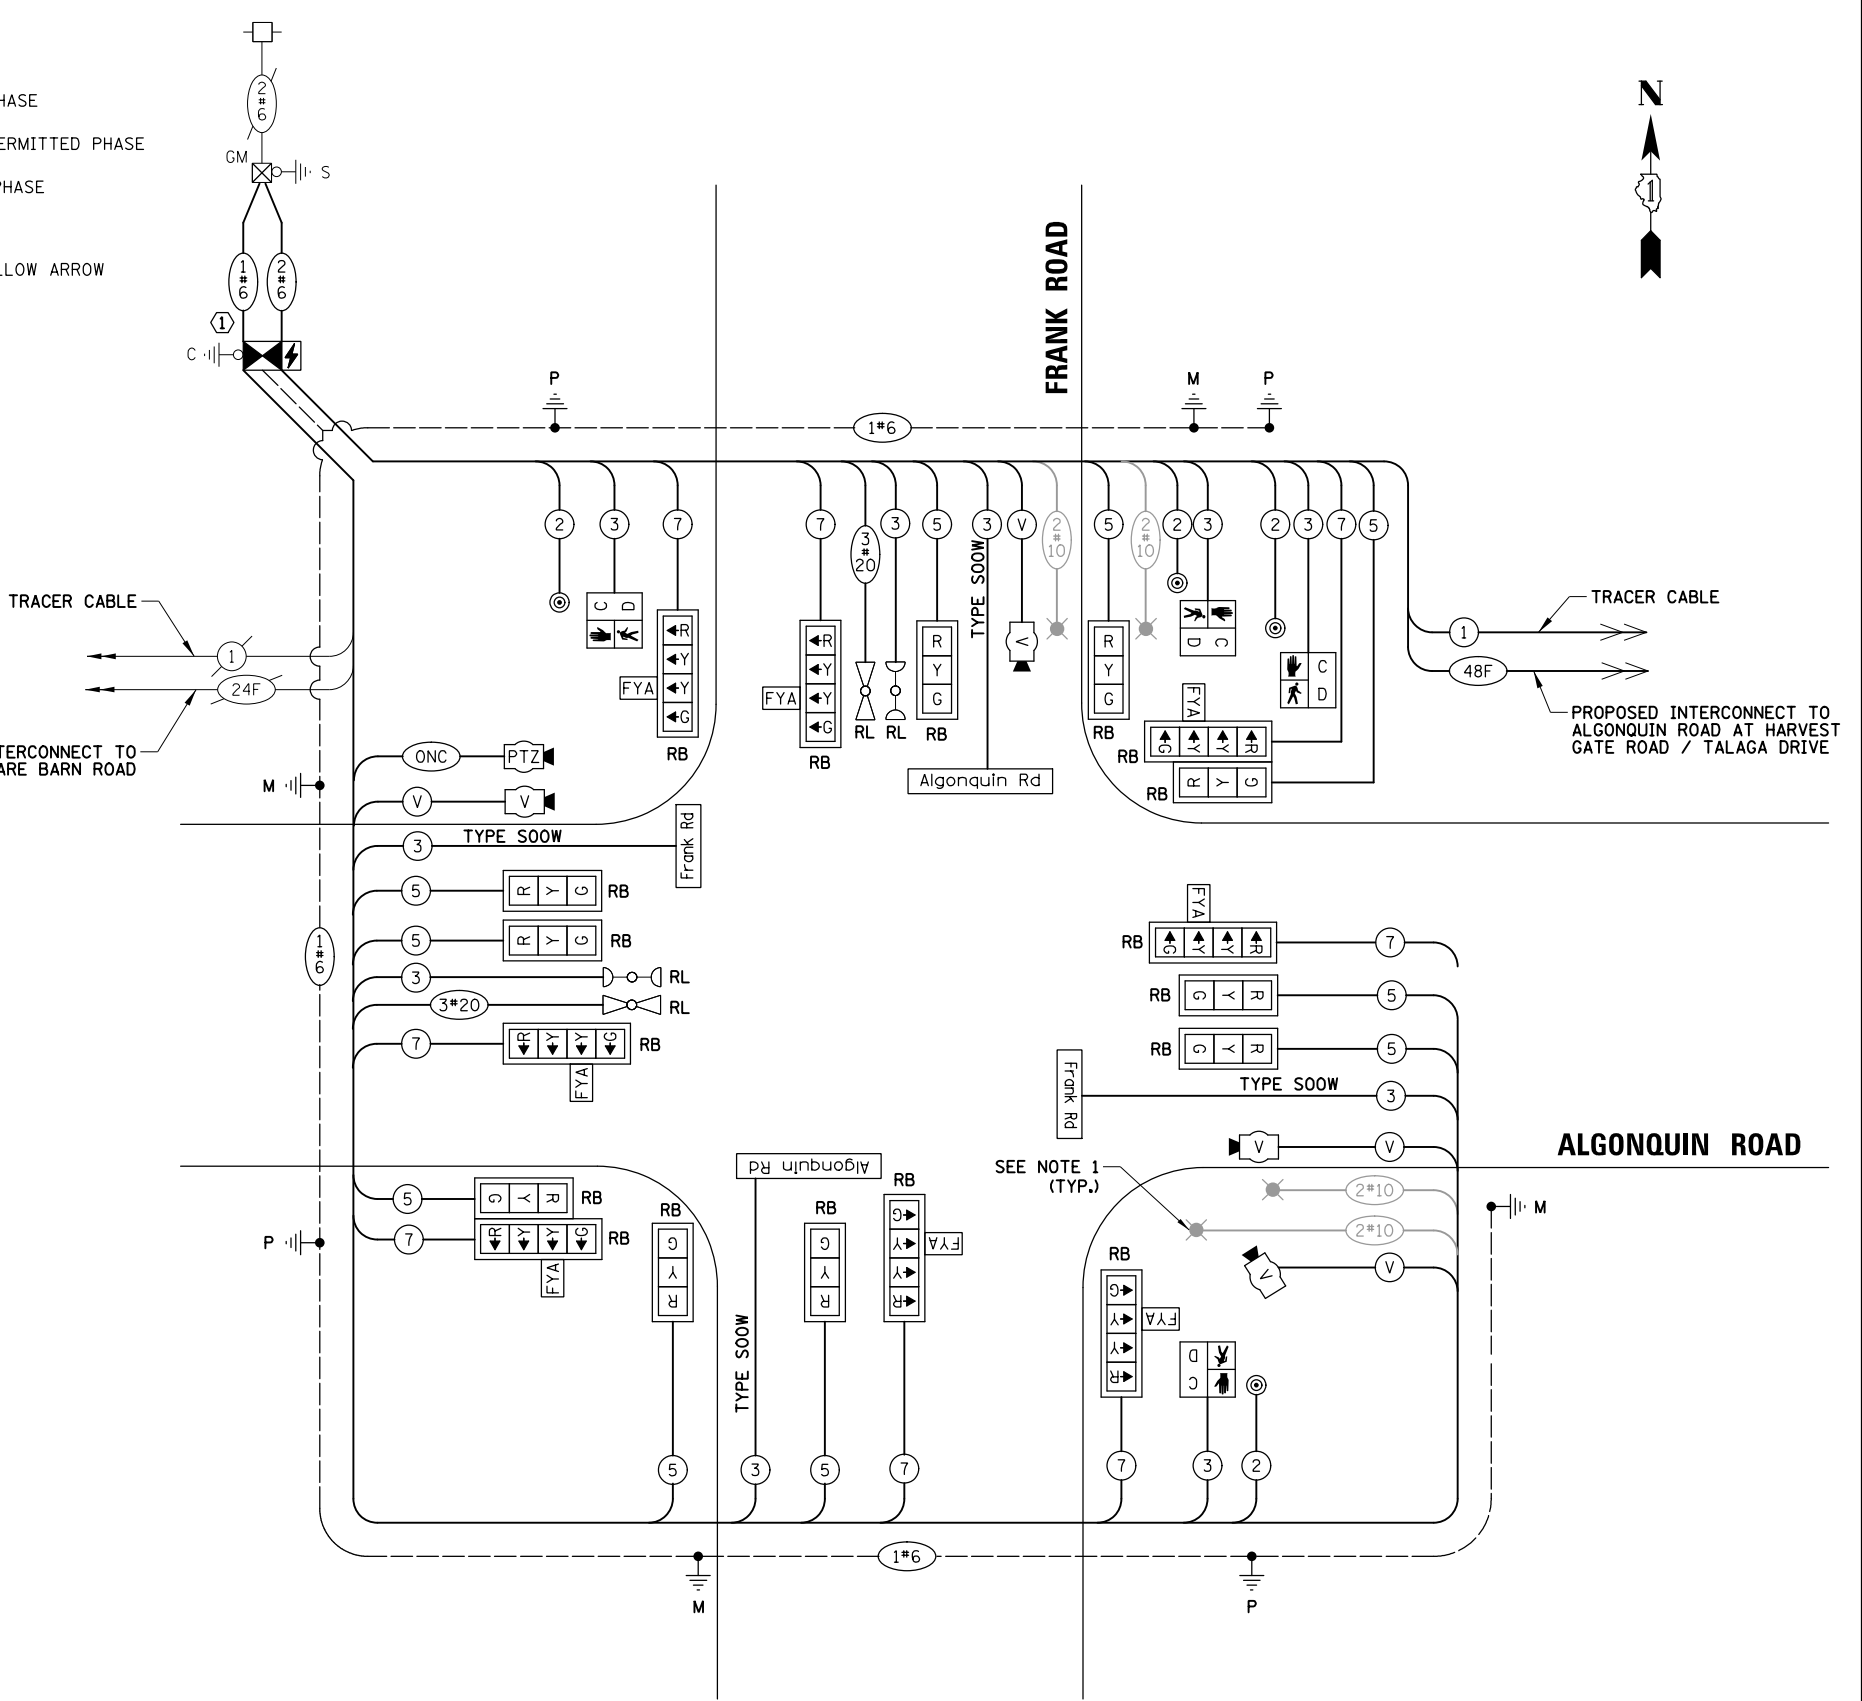 2#6
HASE
ERMITTED PHASE
GM
S
PHASE
LLOW ARROW
1#6
2#6
1
C
N
1
FRANK ROAD
P
M
P
1#6
2
3
7
7
3#20
3
5
3
V
2#10
5
2#10
2
3
2
3
7
5
TYPE SOOW
TRACER CABLE
1
24F
TERCONNECT TO
ARE BARN ROAD
C D
R
Y
Y
G
FYA
RB
R
Y
Y
G
FYA
RB
RL
RL
R
Y
G
RB
V
Algonquin Rd
R
Y
G
RB
D C
C
D
FYA
G Y Y R
RB
R Y G
RB
TRACER CABLE
1
48F
PROPOSED INTERCONNECT TO
ALGONQUIN ROAD AT HARVEST
GATE ROAD / TALAGA DRIVE
ONC
PTZ
M
V
V
TYPE SOOW
3
Frank Rd
5
R Y G
RB
5
R Y G
RB
3
RL
3#20
RL
7
R Y Y G
RB
FYA
1#6
FYA
RB
G Y Y R
7
RB
G Y R
5
RB
G Y R
5
TYPE SOOW
3
Frank Rd
V
V
ALGONQUIN ROAD
SEE NOTE 1
(TYP.)
2#10
2#10
M
V
V
5
G Y R
RB
7
R Y Y G
RB
FYA
P
RB
G
Y
R
5
Algonquin Rd
TYPE SOOW
3
RB
G
Y
R
5
RB
G
Y
Y
R
FYA
7
RB
G
Y
Y
R
FYA
7
D
C
3
2
1#6
M
P